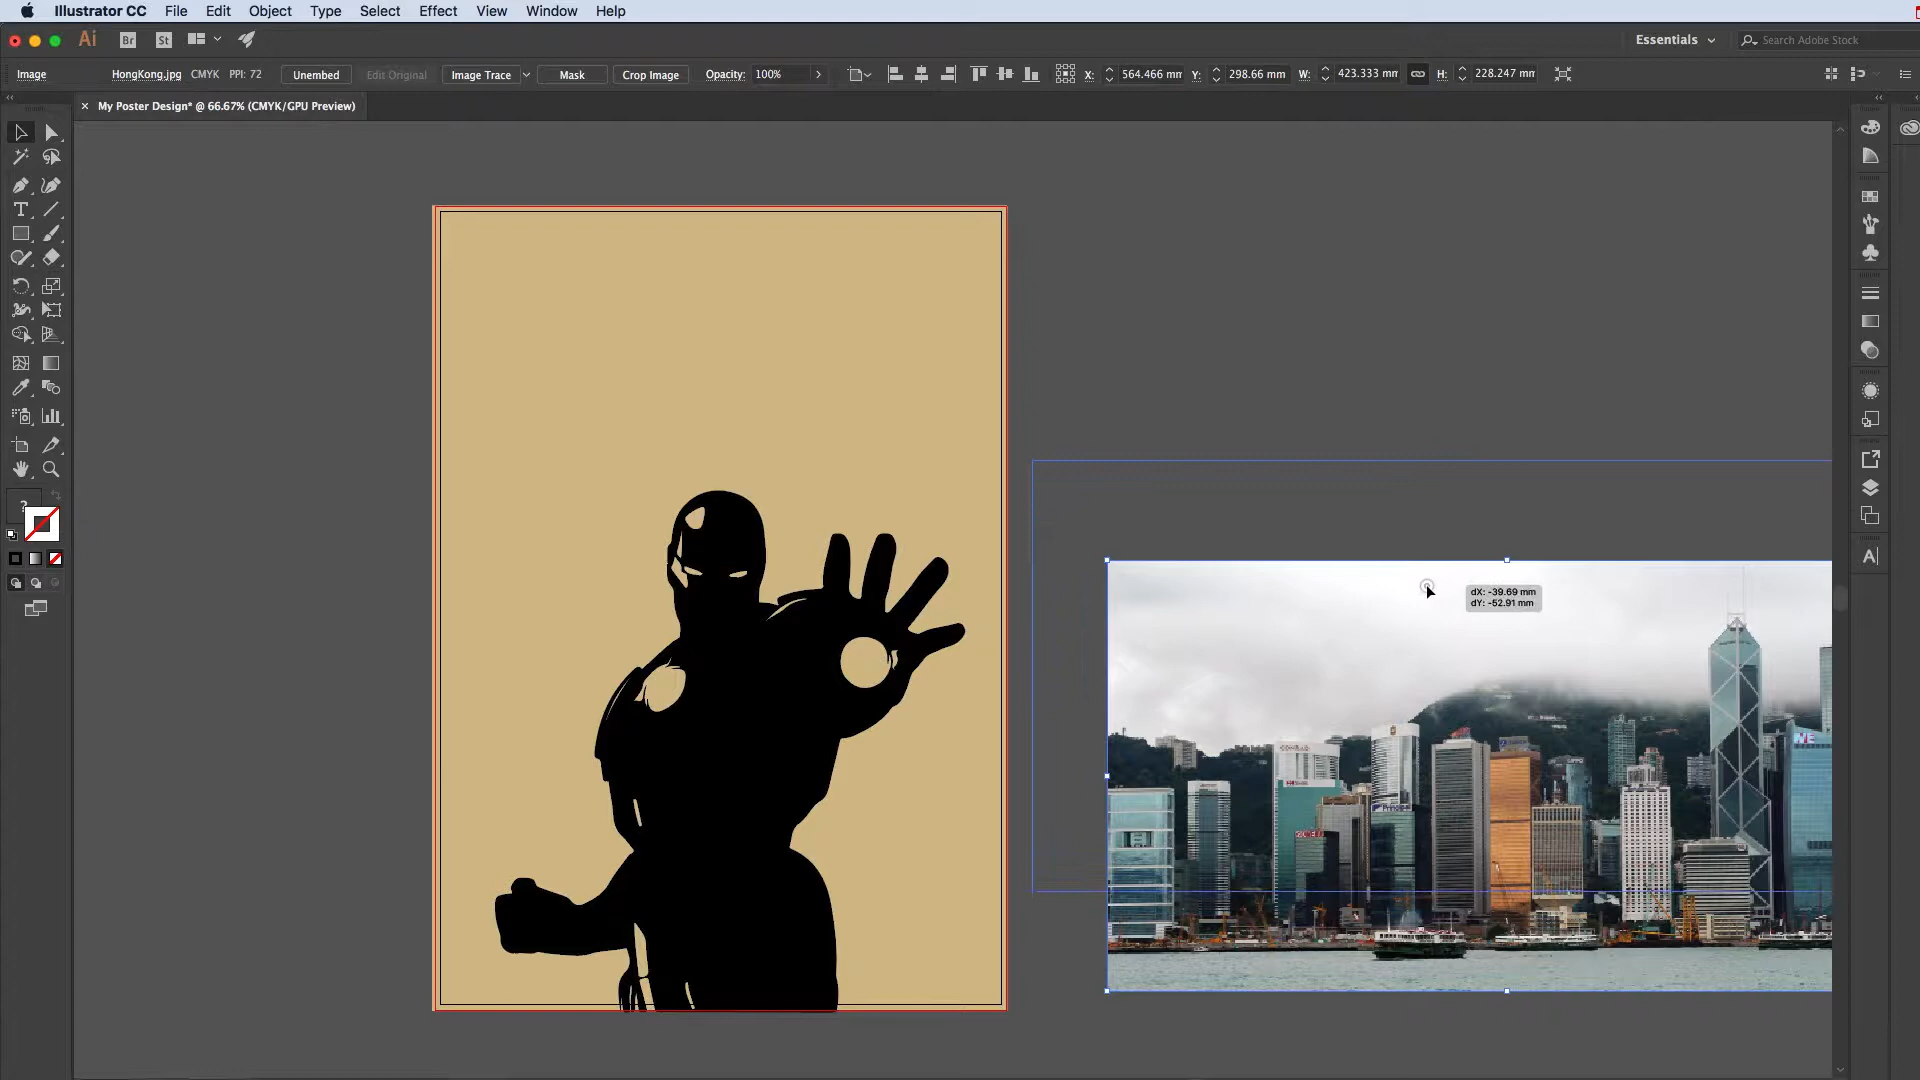 Illustrator CC File Edit Object Type Select Effect View Window Help
Ai Br St Essentials Search Adobe Stock
Image HongKong.jpg CMYK PPI: 72 Unembed Edit Original Image Trace Mask Crop Image Opacity: 100% X: 564.466 mm Y: 298.66 mm W: 423.333 mm H: 228.247 mm
× My Poster Design* @ 66.67% (CMYK/GPU Preview)
T
?
A
dX: -39.69 mm
dY: -52.91 mm